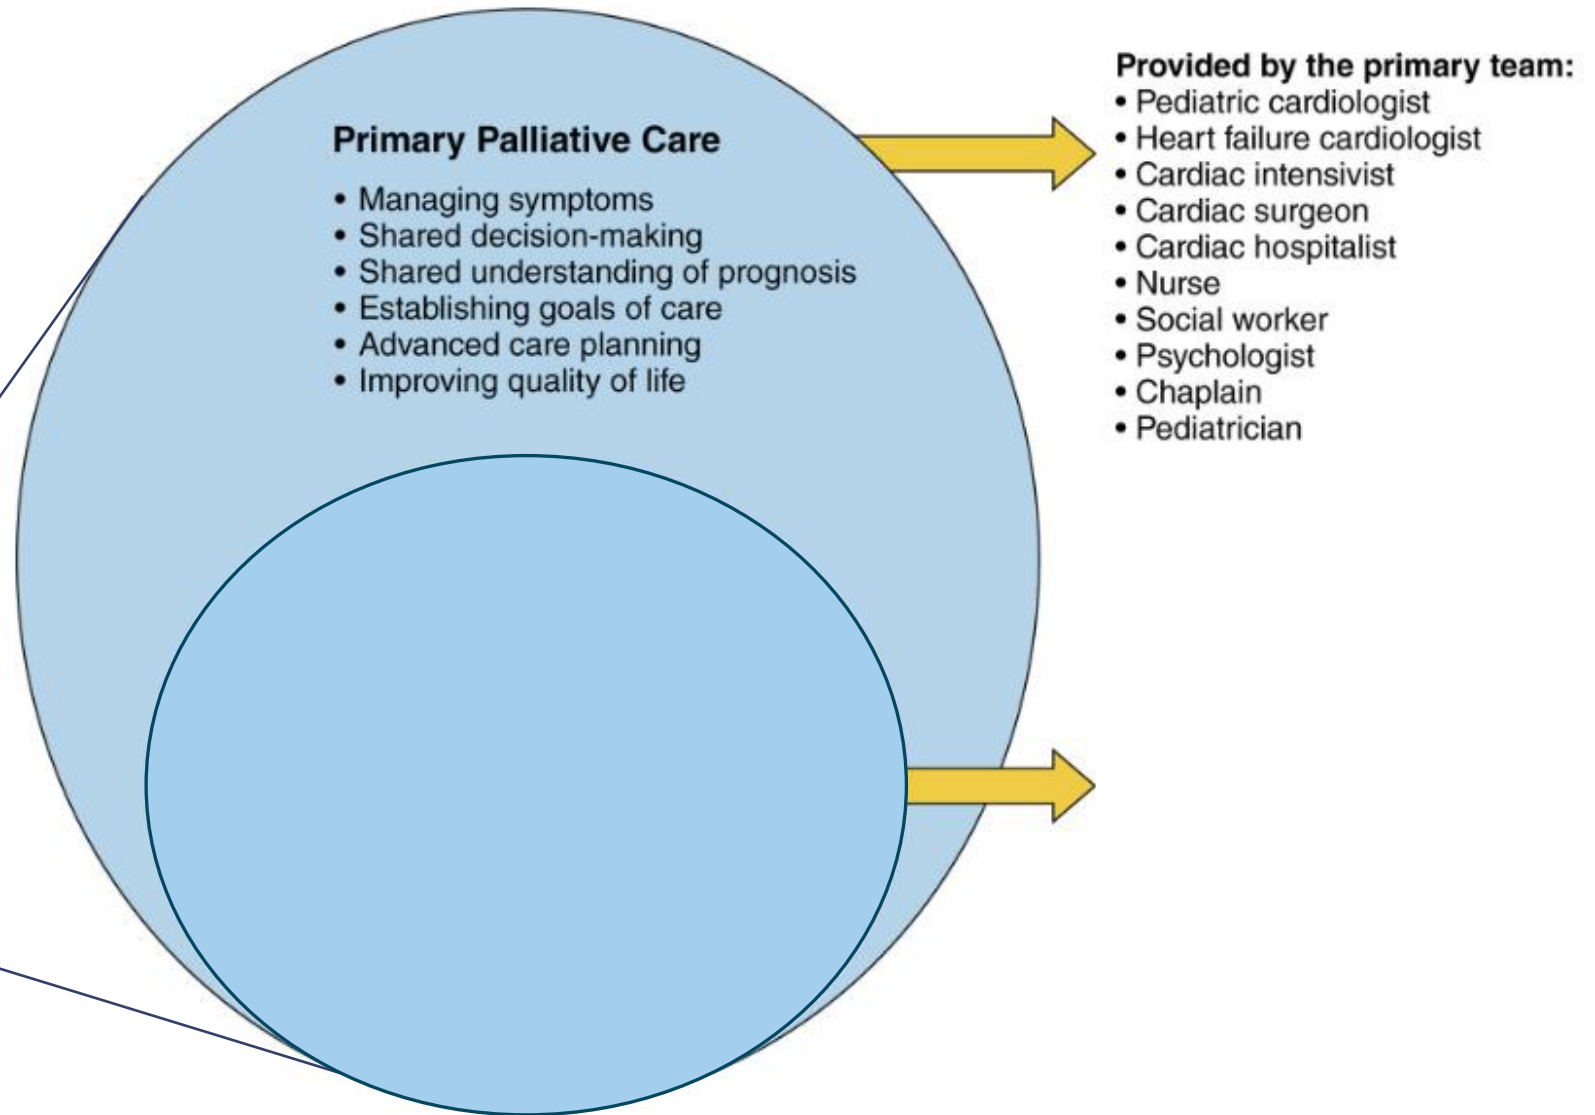 Primary Palliative Care
• Managing symptoms
• Shared decision-making
• Shared understanding of prognosis
• Establishing goals of care
• Advanced care planning
• Improving quality of life
Provided by the primary team:
• Pediatric cardiologist
• Heart failure cardiologist
• Cardiac intensivist
• Cardiac surgeon
• Cardiac hospitalist
• Nurse
• Social worker
• Psychologist
• Chaplain
• Pediatrician